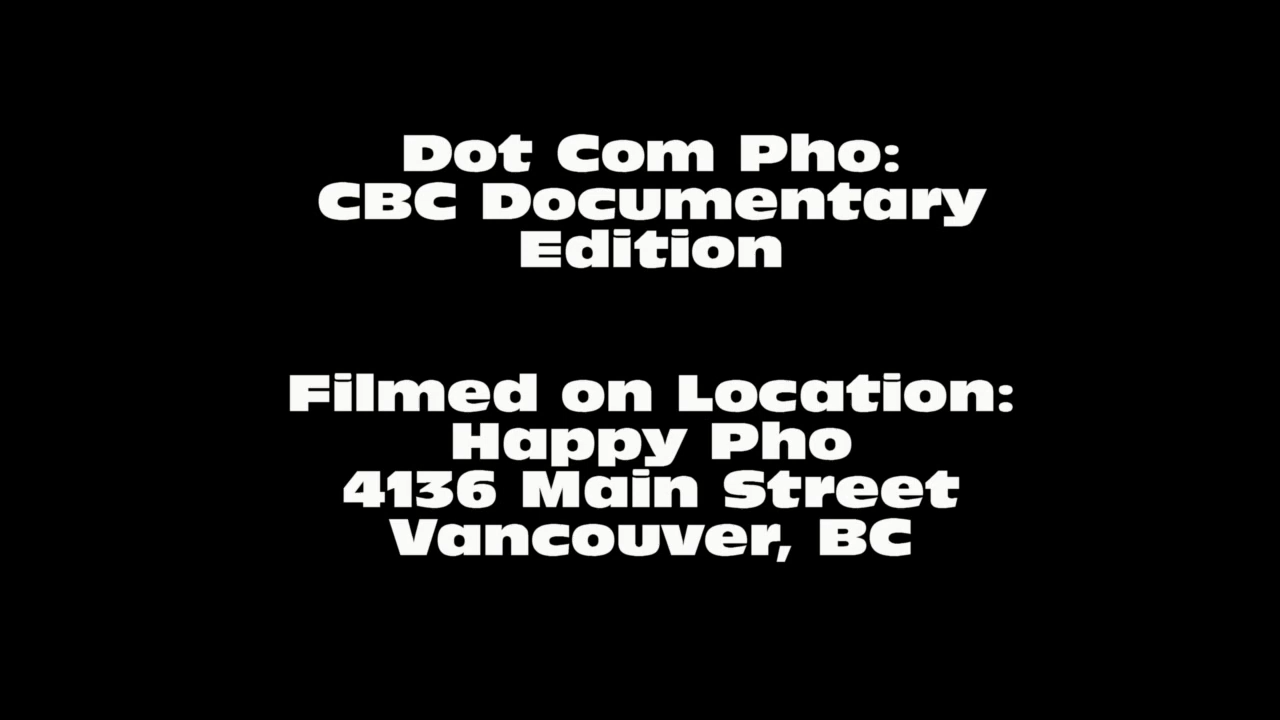 Dot Com Pho:
CBC Documentary
Edition
Filmed on Location:
Happy Pho
4136 Main Street
Vancouver, BC